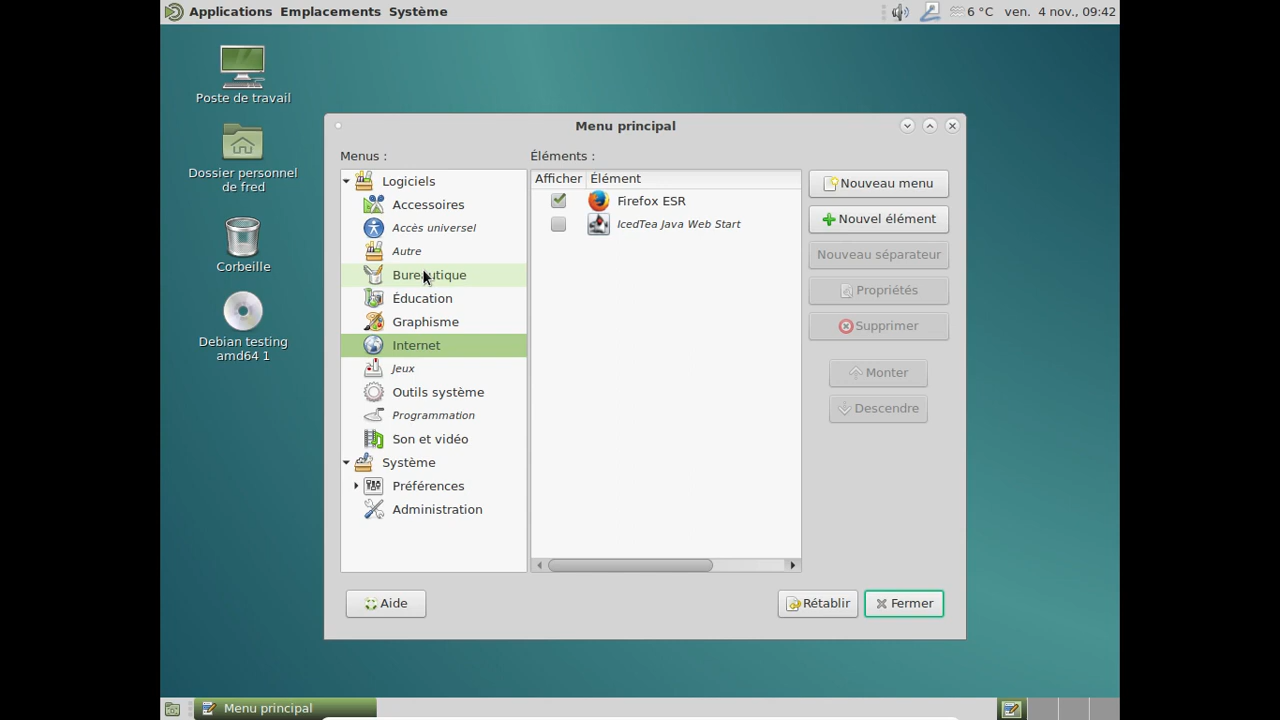 Applications Emplacements Système
6 °C ven. 4 nov., 09:42
Poste de travail
Dossier personnel
de fred
Corbeille
Debian testing
amd64 1
Menu principal
Menus :
Logiciels
Accessoires
Accès universel
Autre
Bureautique
Éducation
Graphisme
Internet
Jeux
Outils système
Programmation
Son et vidéo
Système
Préférences
Administration
Éléments :
Afficher Élément
Firefox ESR
IcedTea Java Web Start
Nouveau menu
Nouvel élément
Nouveau séparateur
Propriétés
Supprimer
Monter
Descendre
Aide
Rétablir
Fermer
Menu principal